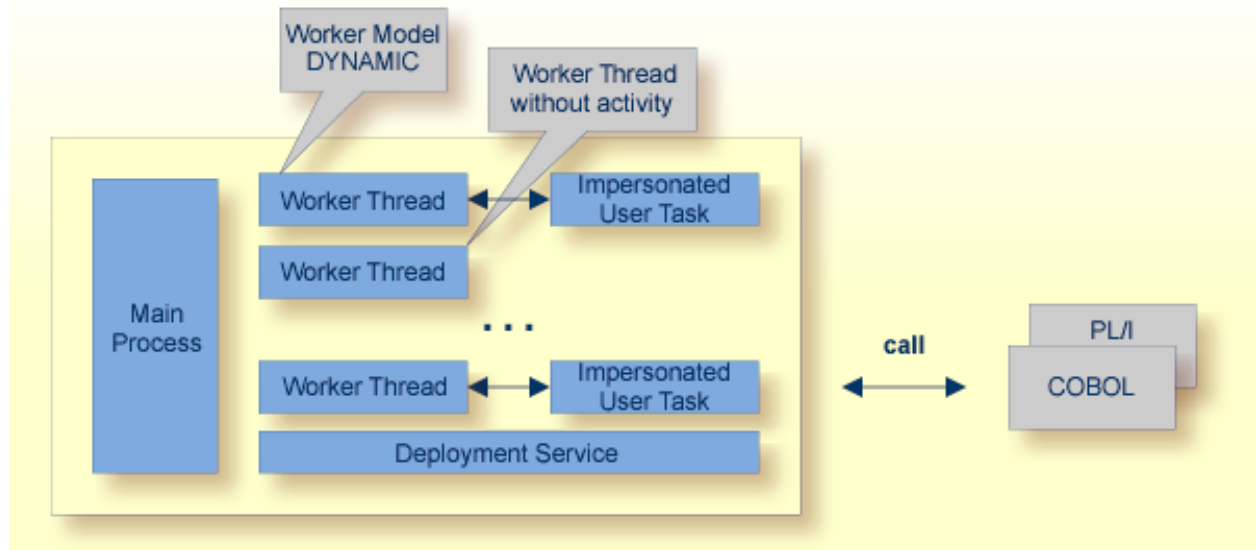 Worker Model
DYNAMIC
Worker Thread
without activity
Worker Thread
Impersonated
User Task
Worker Thread
Main
Process
...
PL/I
call
COBOL
Worker Thread
Impersonated
User Task
Deployment Service